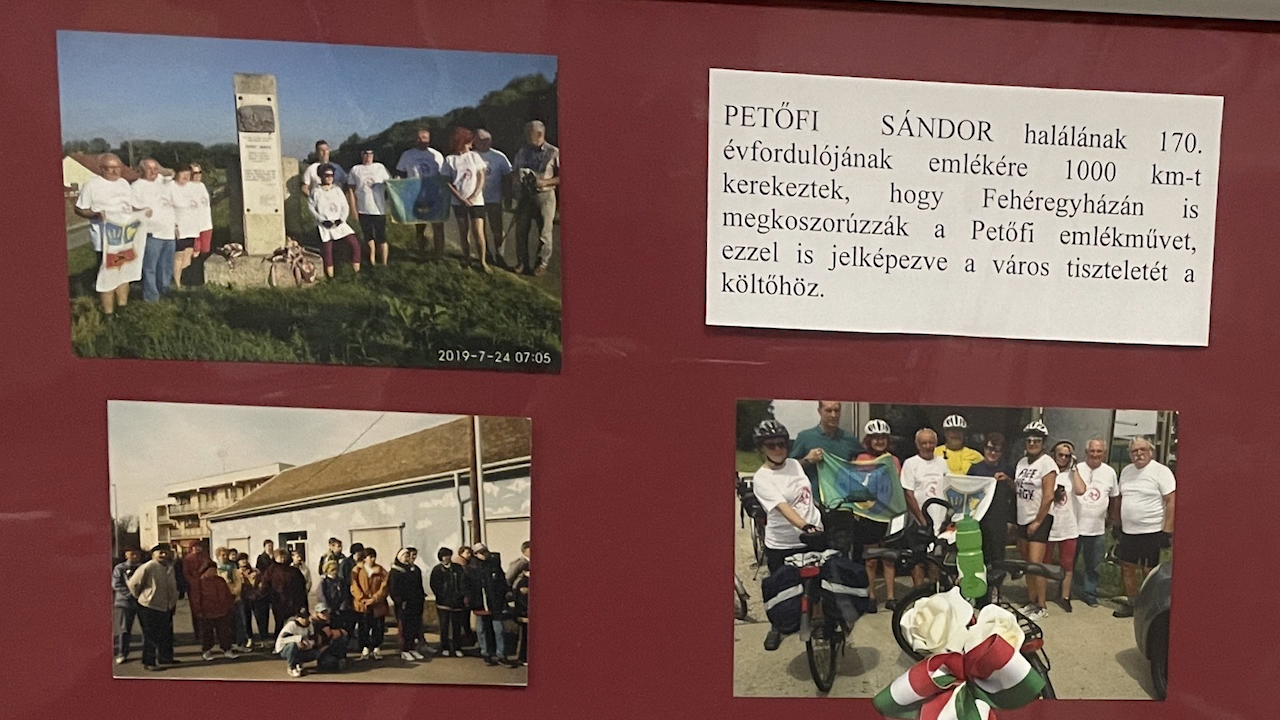 PETŐFI SÁNDOR halálának 170.
évfordulójának emlékére 1000 km-t
kerekeztek, hogy Fehéregyházán is
megkoszorúzzák a Petőfi emlékművet,
ezzel is jelképezve a város tiszteletét a
költőhöz.
2019-7-24 07:05